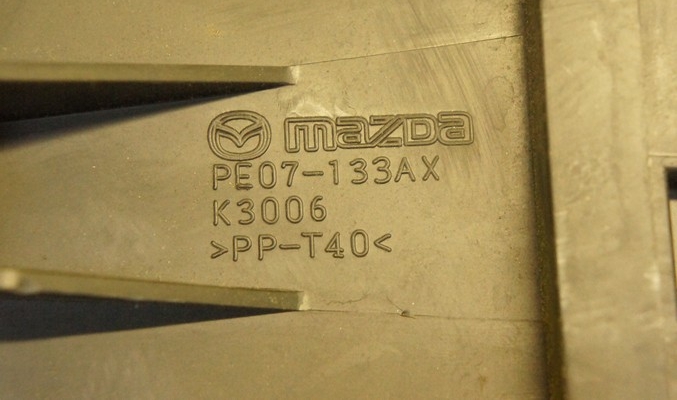 mazda
PE07-133AX
K3006
>PP-T40<